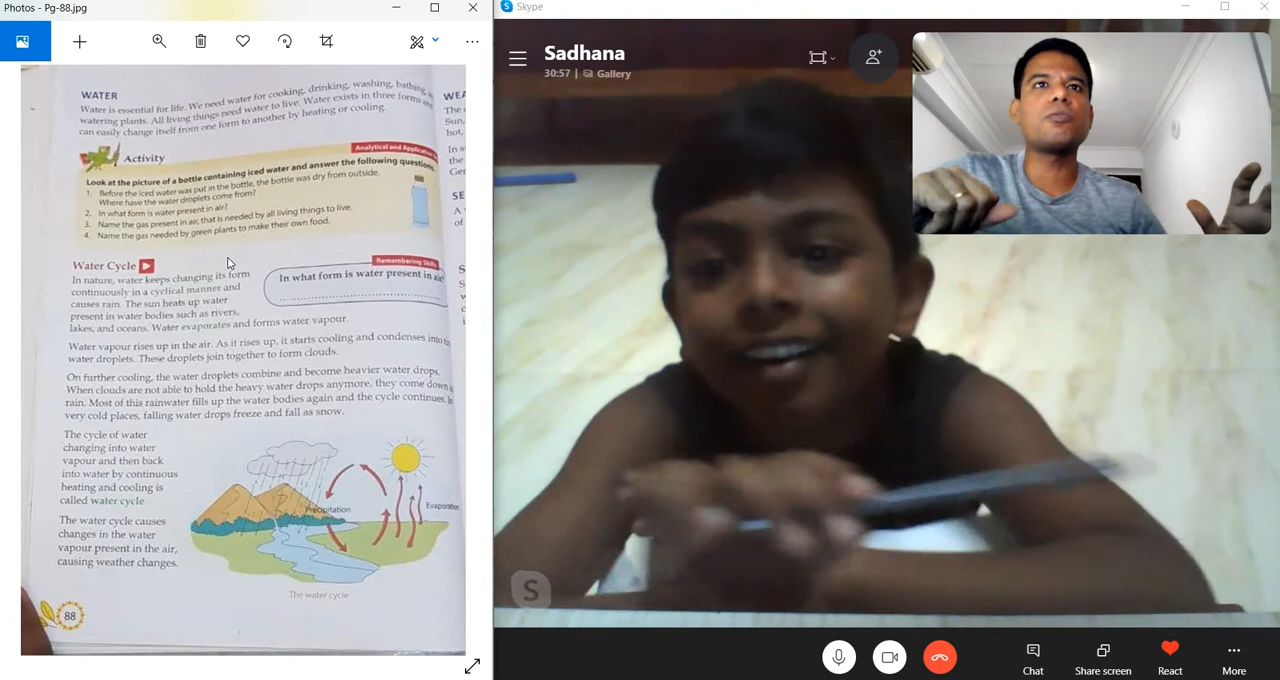 Photos - Pg-88.jpg
WATER
Water is essential for life. We need water for cooking, drinking, washing, bathing,
watering plants. All living things need water to live. Water exists in three forms
can easily change itself from one form to another by heating or cooling.
Activity
Analytical and
Look at the picture of a bottle containing iced water and answer the following questions.
1. Before the iced water was put in the bottle, the bottle was dry from outside.
Where have the water droplets come from?
2. In what form is water present in air?
3. Name the gas present in air, that is needed by all living things to live.
4. Name the gas needed by green plants to make their own food.
Water Cycle
In nature, water keeps changing its form
continuously in a cyclical manner and
causes rain. The sun heats up water
present in water bodies such as rivers,
lakes, and oceans. Water evaporates and forms water vapour.
Remembering Skills
In what form is water present in air
Water vapour rises up in the air. As it rises up, it starts cooling and condenses into
water droplets. These droplets join together to form clouds.
On further cooling, the water droplets combine and become heavier water drops.
When clouds are not able to hold the heavy water drops anymore, they come down
rain. Most of this rainwater fills up the water bodies again and the cycle continues. In
very cold places, falling water drops freeze and fall as snow.
The cycle of water
changing into water
vapour and then back
into water by continuous
heating and cooling is
called water cycle.
The water cycle causes
changes in the water
vapour present in the air,
causing weather changes.
Precipitation
Evaporation
The water cycle
88
WEA
The
Sun,
hot,
In
the
Ger
SE
A
of
S
S
Skype
Sadhana
30:57 | Gallery
S
Chat
Share screen
React
More